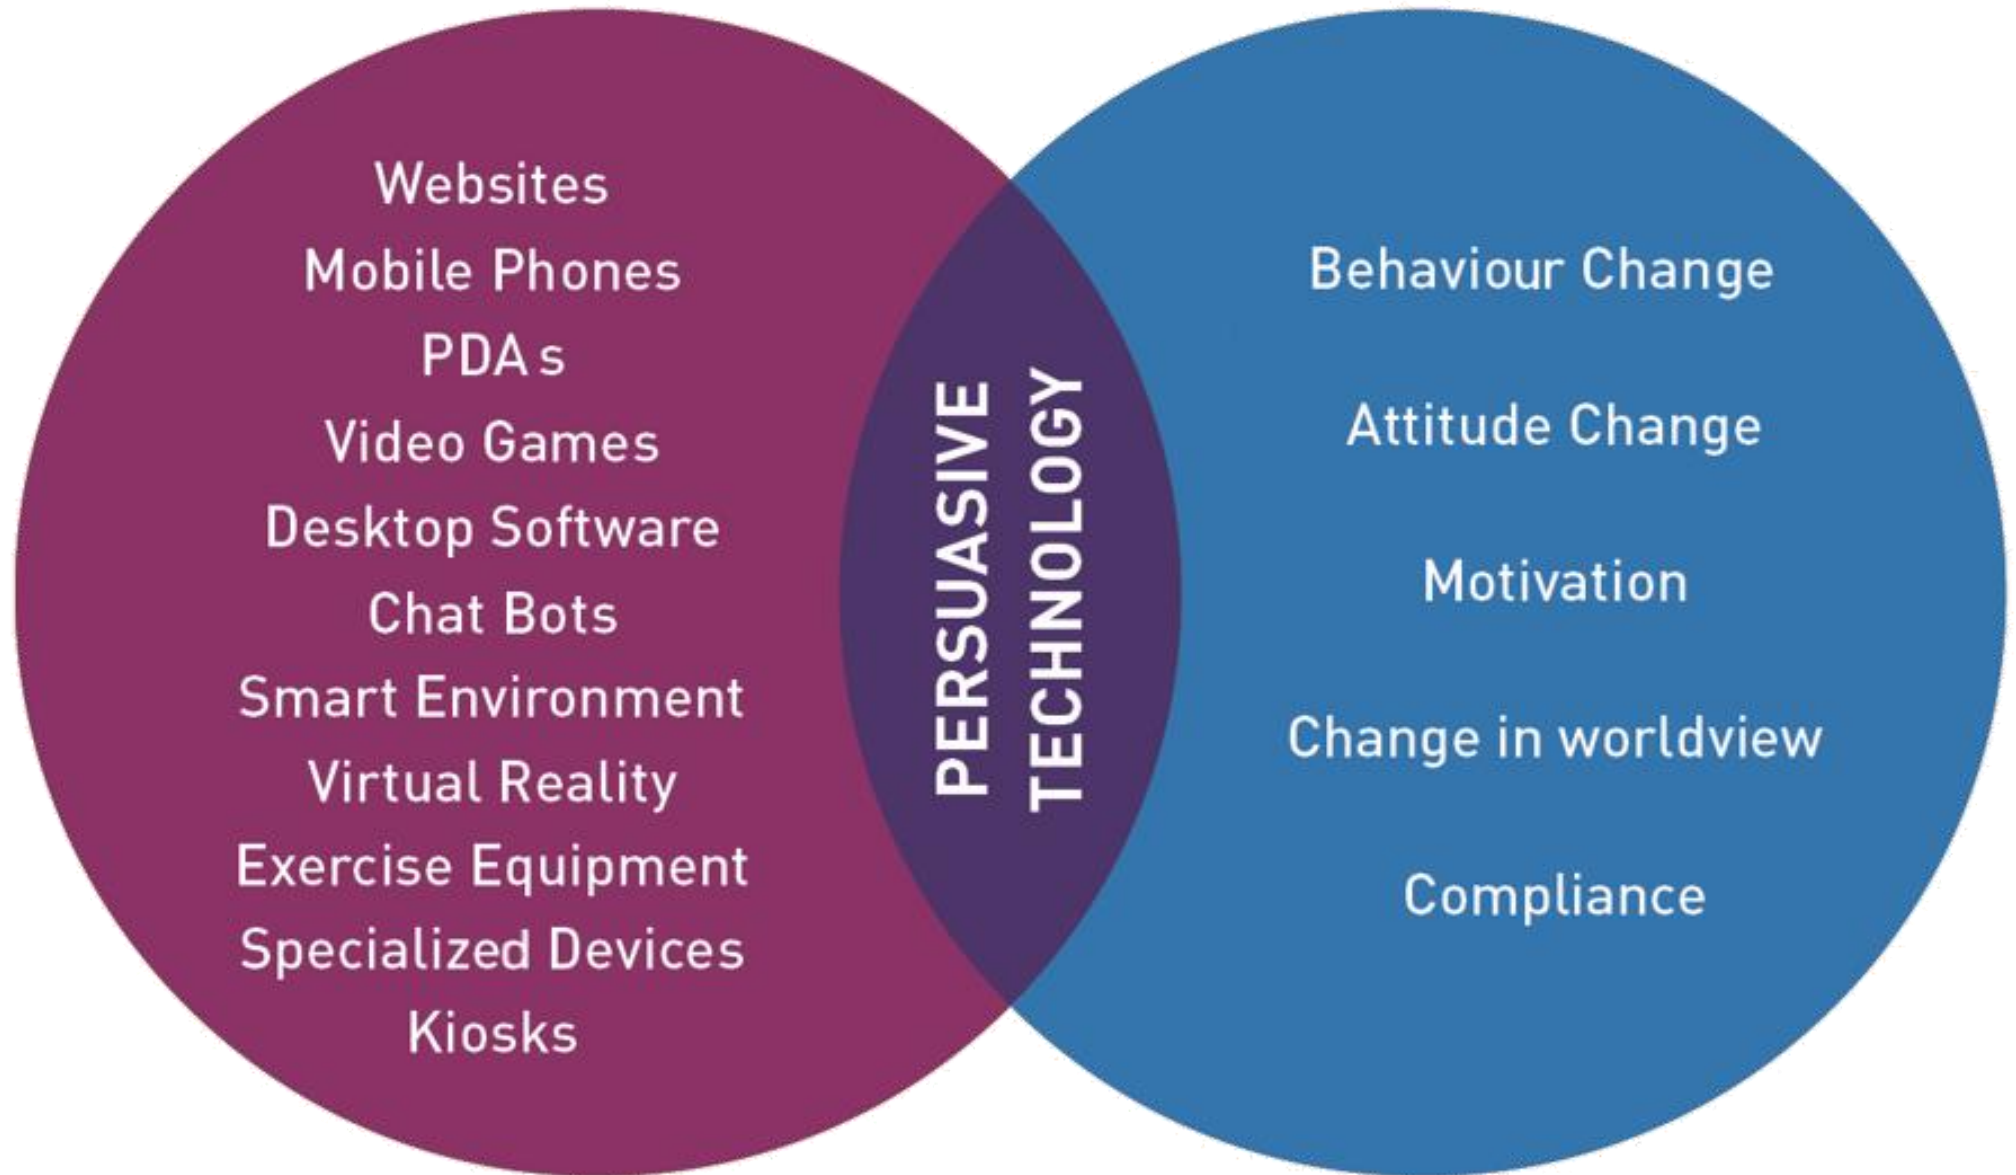 Websites
Mobile Phones
PDAs
Video Games
Desktop Software
Chat Bots
Smart Environment
Virtual Reality
Exercise Equipment
Specialized Devices
Kiosks
PERSUASIVE
TECHNOLOGY
Behaviour Change
Attitude Change
Motivation
Change in worldview
Compliance